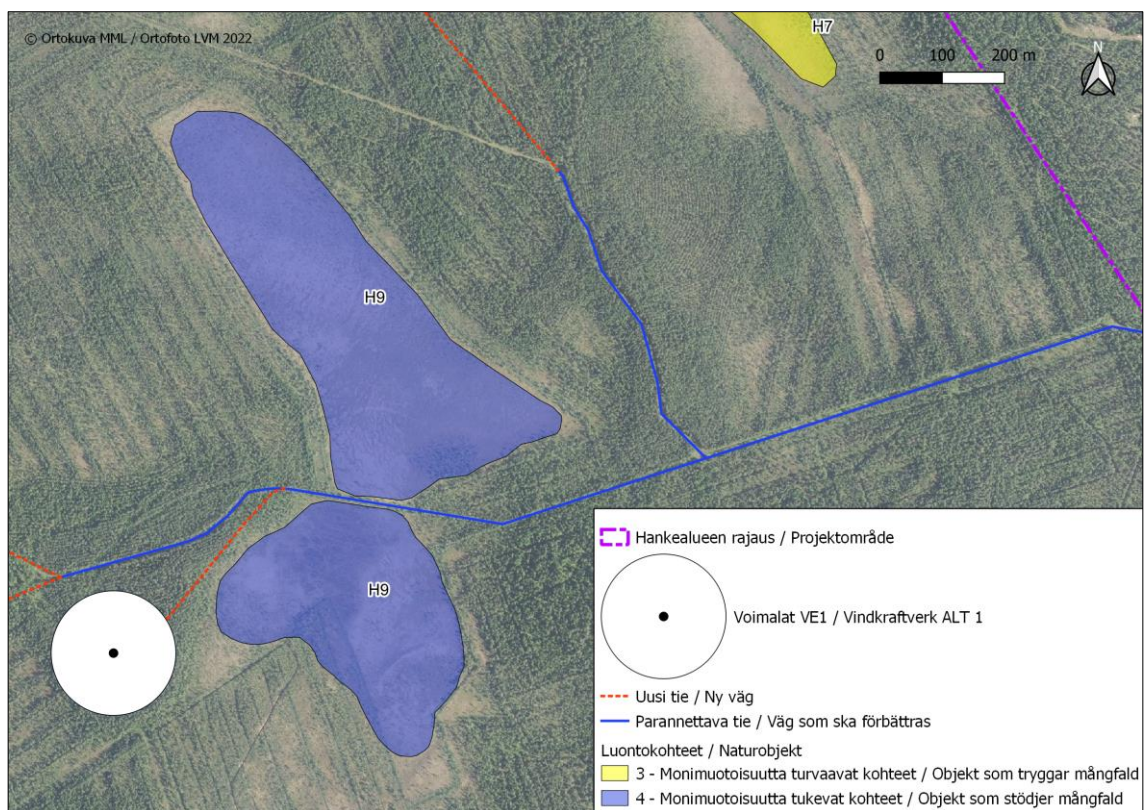 © Ortokuva MML / Ortofoto LVM 2022
H7
0 100 200 m
N
H9
H9
Hankealueen rajaus / Projektområde
Voimalat VE1 / Vindkraftverk ALT 1
Uusi tie / Ny väg
Parannettava tie / Väg som ska förbättras
Luontokohteet / Naturobjekt
3 - Monimuotoisuutta turvaavat kohteet / Objekt som tryggar mångfald
4 - Monimuotoisuutta tukevat kohteet / Objekt som stödjer mångfald